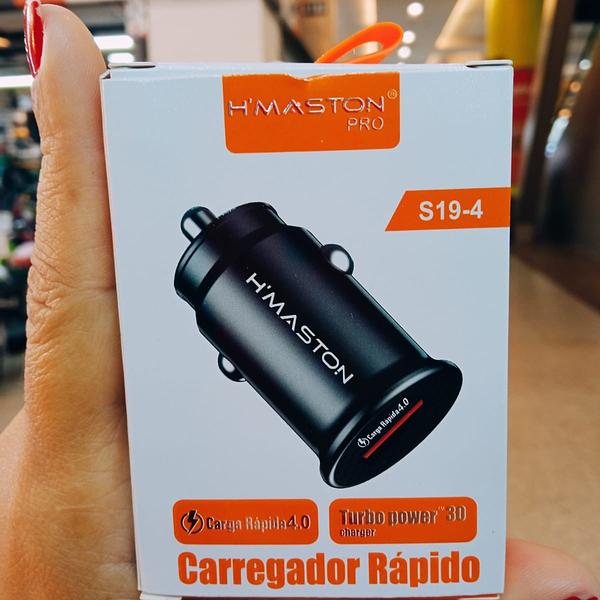 H'MASTON®
PRO
S19-4
H'MASTON
Carga Rápida 4.0
Carga Rápida 4.0
Turbo power™ 30
charger
Carregador Rápido